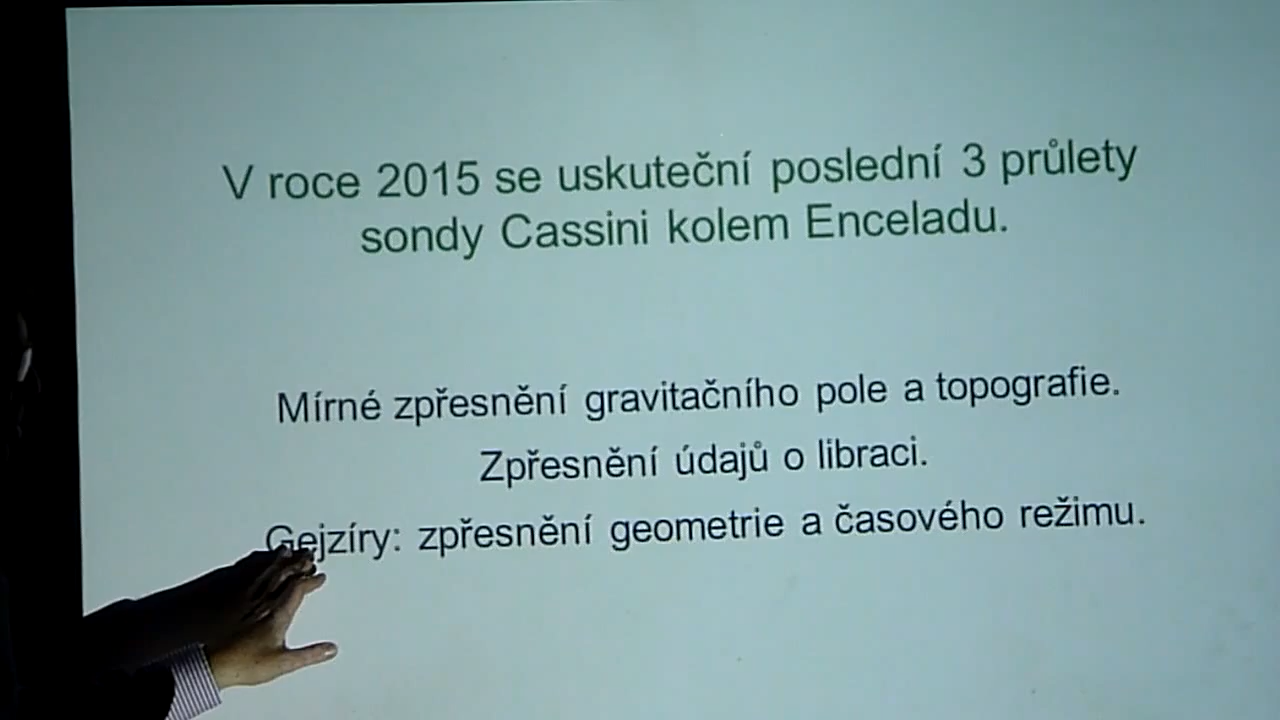 V roce 2015 se uskuteční poslední 3 průlety
sondy Cassini kolem Enceladu.
Mírné zpřesnění gravitačního pole a topografie.
Zpřesnění údajů o libraci.
Gejzíry: zpřesnění geometrie a časového režimu.